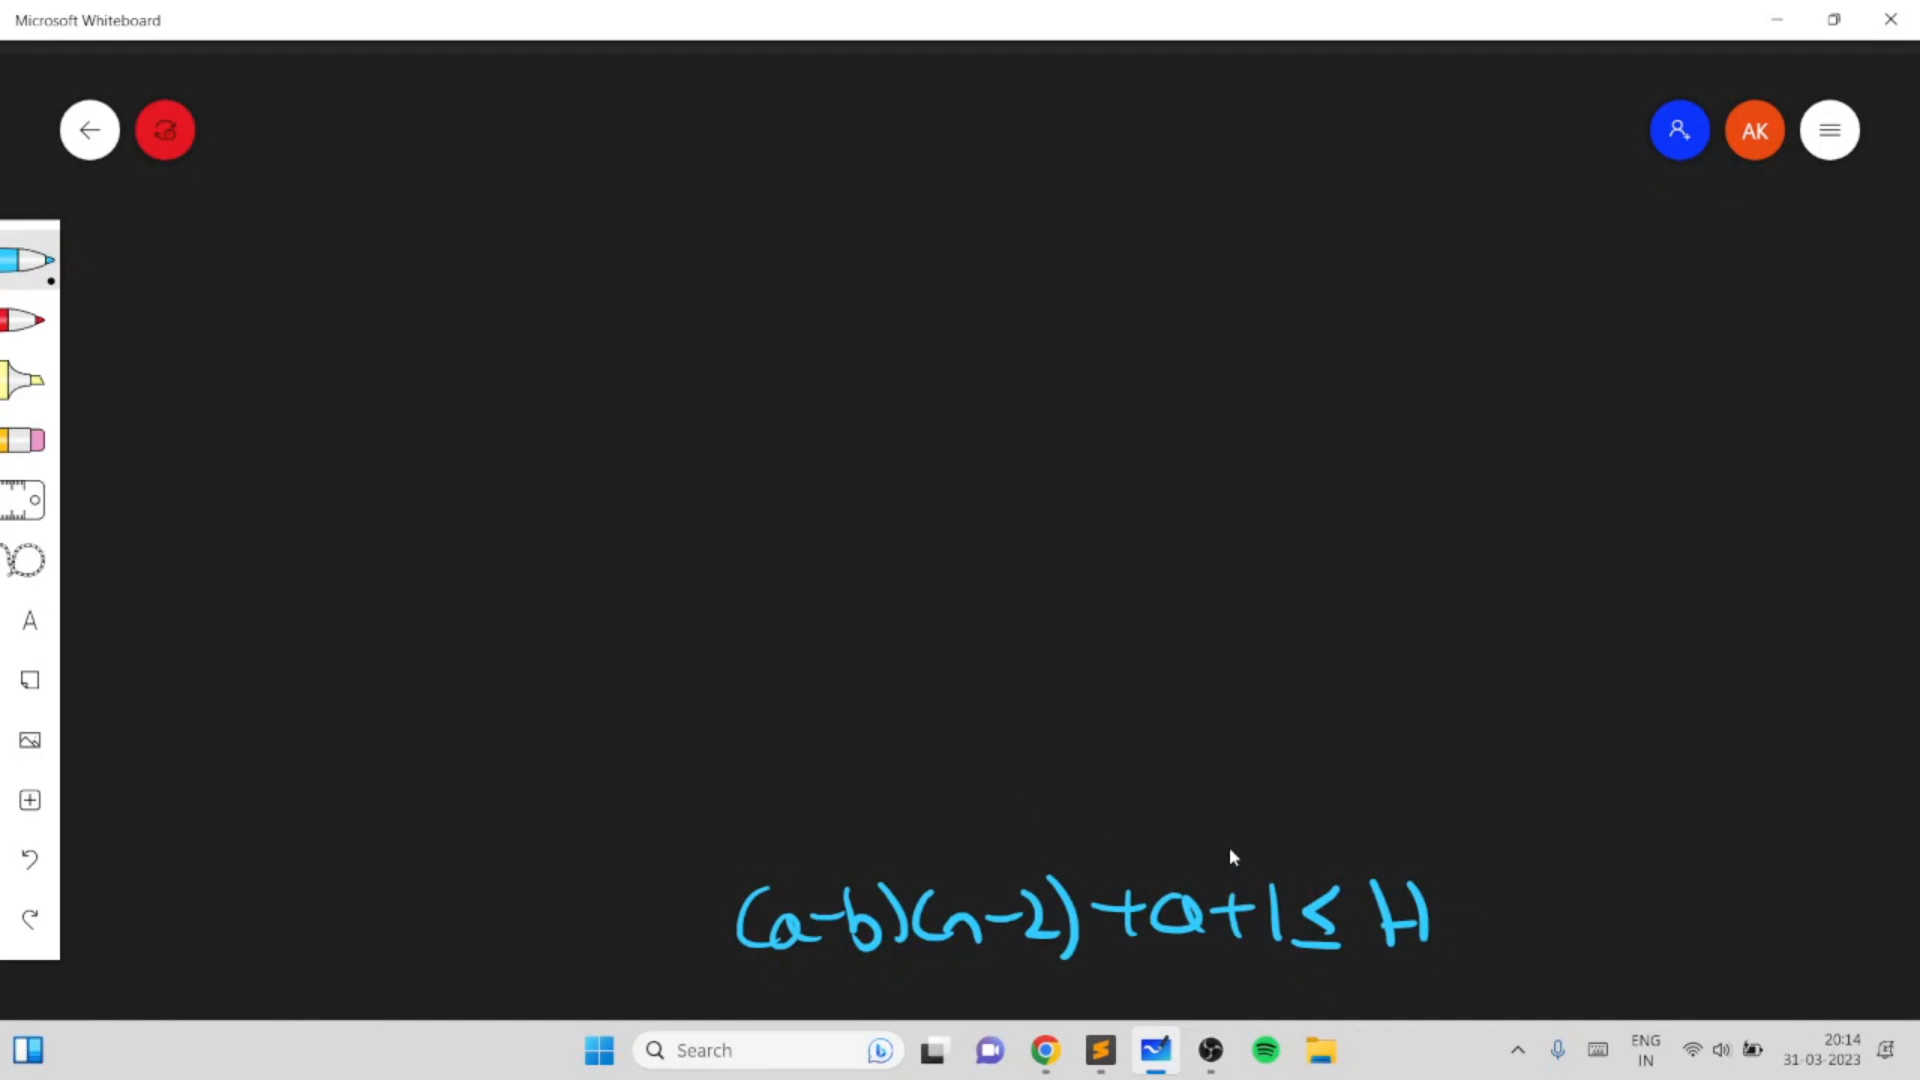 Microsoft Whiteboard
AK
A
(a-b)(n-2)+a+1≤ H
Search
ENG
IN
20:14
31-03-2023